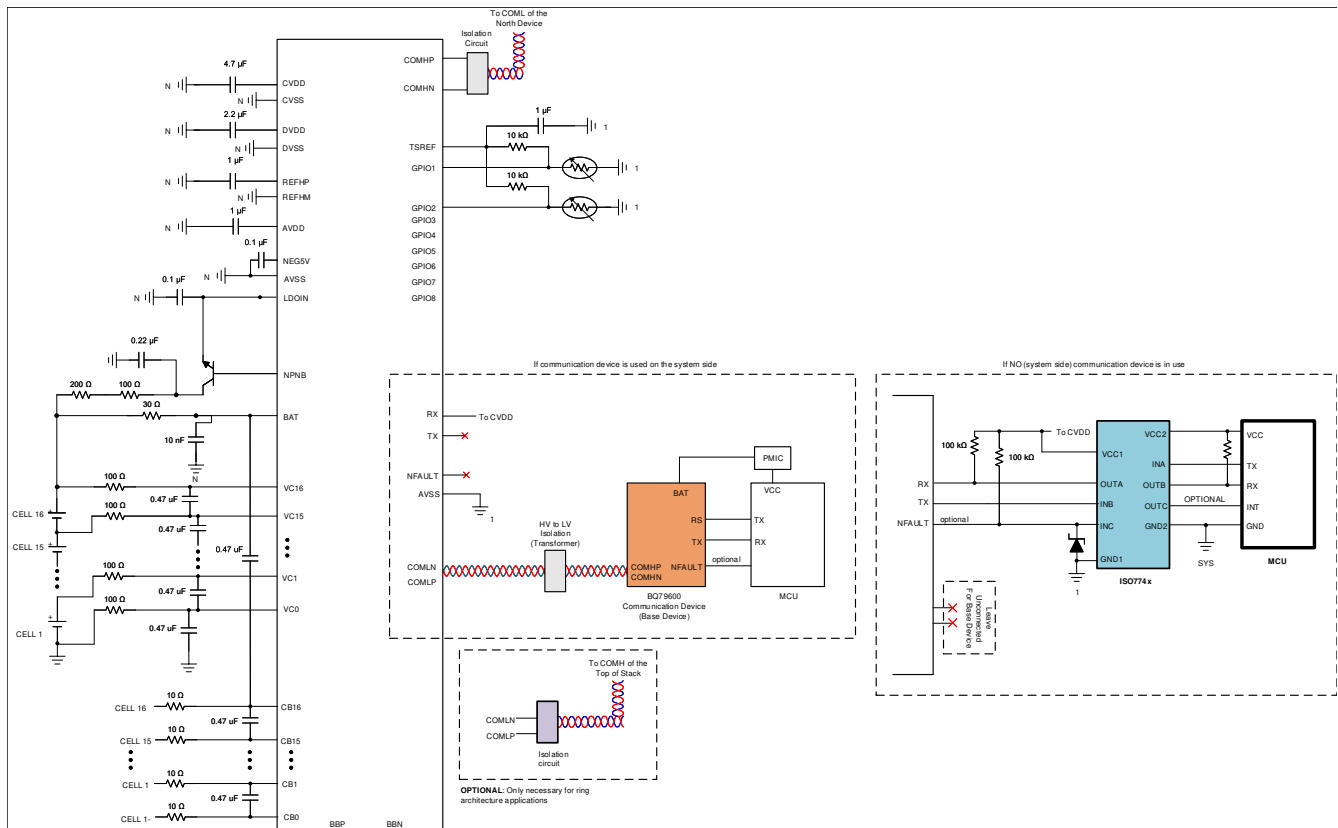 To COML of the
North Device
Isolation
Circuit
COMHP
COMHN
4.7 µF
N
CVDD
N
CVSS
2.2 µF
N
DVDD
N
DVSS
1 µF
N
REFHP
N
REFHM
1 µF
N
AVDD
0.1 µF
NEG5V
N
AVSS
0.1 µF
N
LDOIN
1 µF
1
TSREF
10 kΩ
GPIO1
1
10 kΩ
GPIO2
1
GPIO3
GPIO4
GPIO5
GPIO6
GPIO7
GPIO8
0.22 µF
NPNB
200 Ω
100 Ω
30 Ω
BAT
10 nF
N
100 Ω
VC16
0.47 uF
CELL 16
+
100 Ω
VC15
0.47 uF
CELL 15
+
0.47 uF
100 Ω
VC1
0.47 uF
100 Ω
VC0
+
CELL 1
0.47 uF
CELL 16
10 Ω
CB16
0.47 uF
CELL 15
10 Ω
CB15
CELL 1
10 Ω
CB1
0.47 uF
CELL 1-
10 Ω
CB0
BBP
BBN
If communication device is used on the system side
RX
To CVDD
TX
NFAULT
AVSS
1
PMIC
BAT
VCC
RS
TX
TX
RX
HV to LV
Isolation
(Transformer)
COMLN
COMLP
COMHP
COMHN
NFAULT
optional
BQ79600
Communication Device
(Base Device)
MCU
To COMH of the
Top of Stack
COMLN
COMLP
Isolation
circuit
OPTIONAL: Only necessary for ring
architecture applications
If NO (system side) communication device is in use
To CVDD
100 kΩ
100 kΩ
RX
TX
NFAULT
optional
VCC2
VCC1
OUTA
INA
INB
OUTB
INC
OUTC
GND2
GND1
OPTIONAL
VCC
TX
RX
INT
GND
1
SYS
ISO774x
MCU
Leave
Unconnected
For Base Device